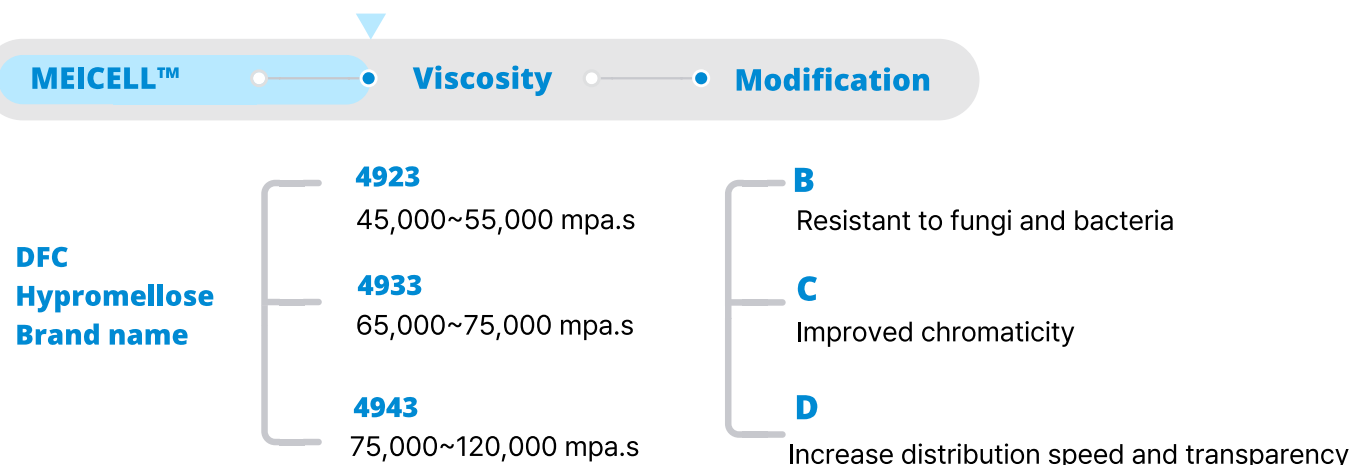 MEICELL™ Viscosity Modification
DFC
Hypromellose
Brand name
4923
45,000~55,000 mpa.s
4933
65,000~75,000 mpa.s
4943
75,000~120,000 mpa.s
B
Resistant to fungi and bacteria
C
Improved chromaticity
D
Increase distribution speed and transparency